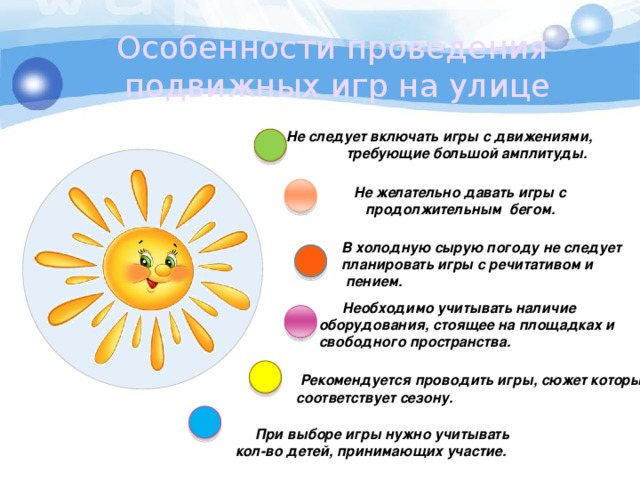 Особенности проведения
подвижных игр на улице
Не следует включать игры с движениями,
требующие большой амплитуды.
Не желательно давать игры с
продолжительным бегом.
В холодную сырую погоду не следует
планировать игры с речитативом и
пением.
Необходимо учитывать наличие
оборудования, стоящее на площадках и
свободного пространства.
Рекомендуется проводить игры, сюжет которы
соответствует сезону.
При выборе игры нужно учитывать
кол-во детей, принимающих участие.